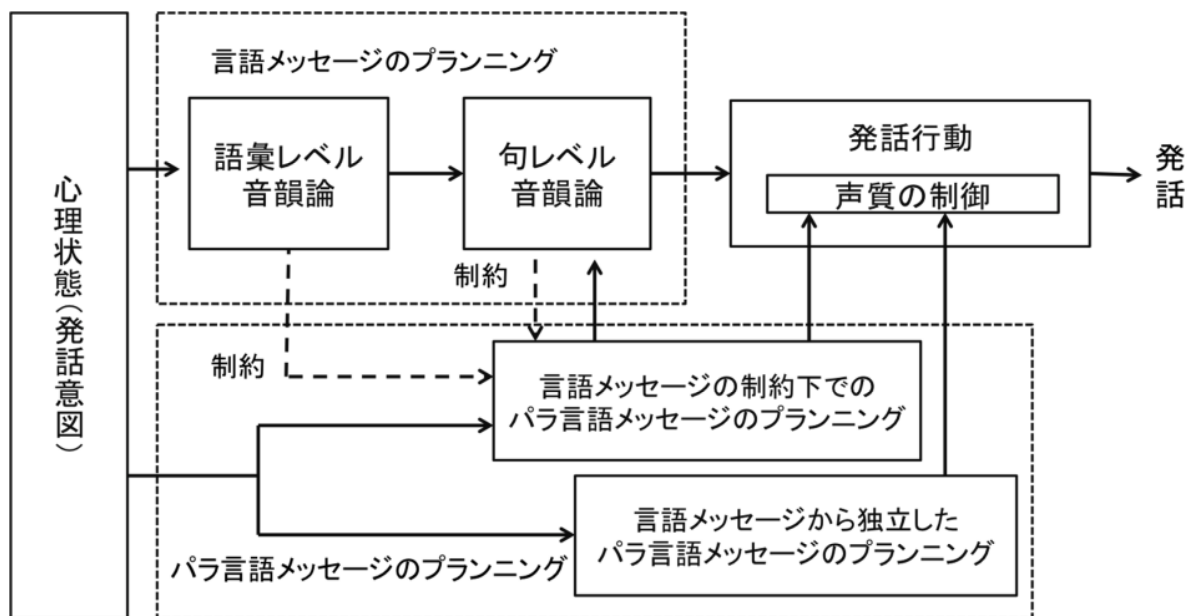 心理状態(発話意図)
言語メッセージのプランニング
語彙レベル
音韻論
句レベル
音韻論
発話行動
声質の制御
発話
制約
制約
言語メッセージの制約下での
パラ言語メッセージのプランニング
言語メッセージから独立した
パラ言語メッセージのプランニング
パラ言語メッセージのプランニング